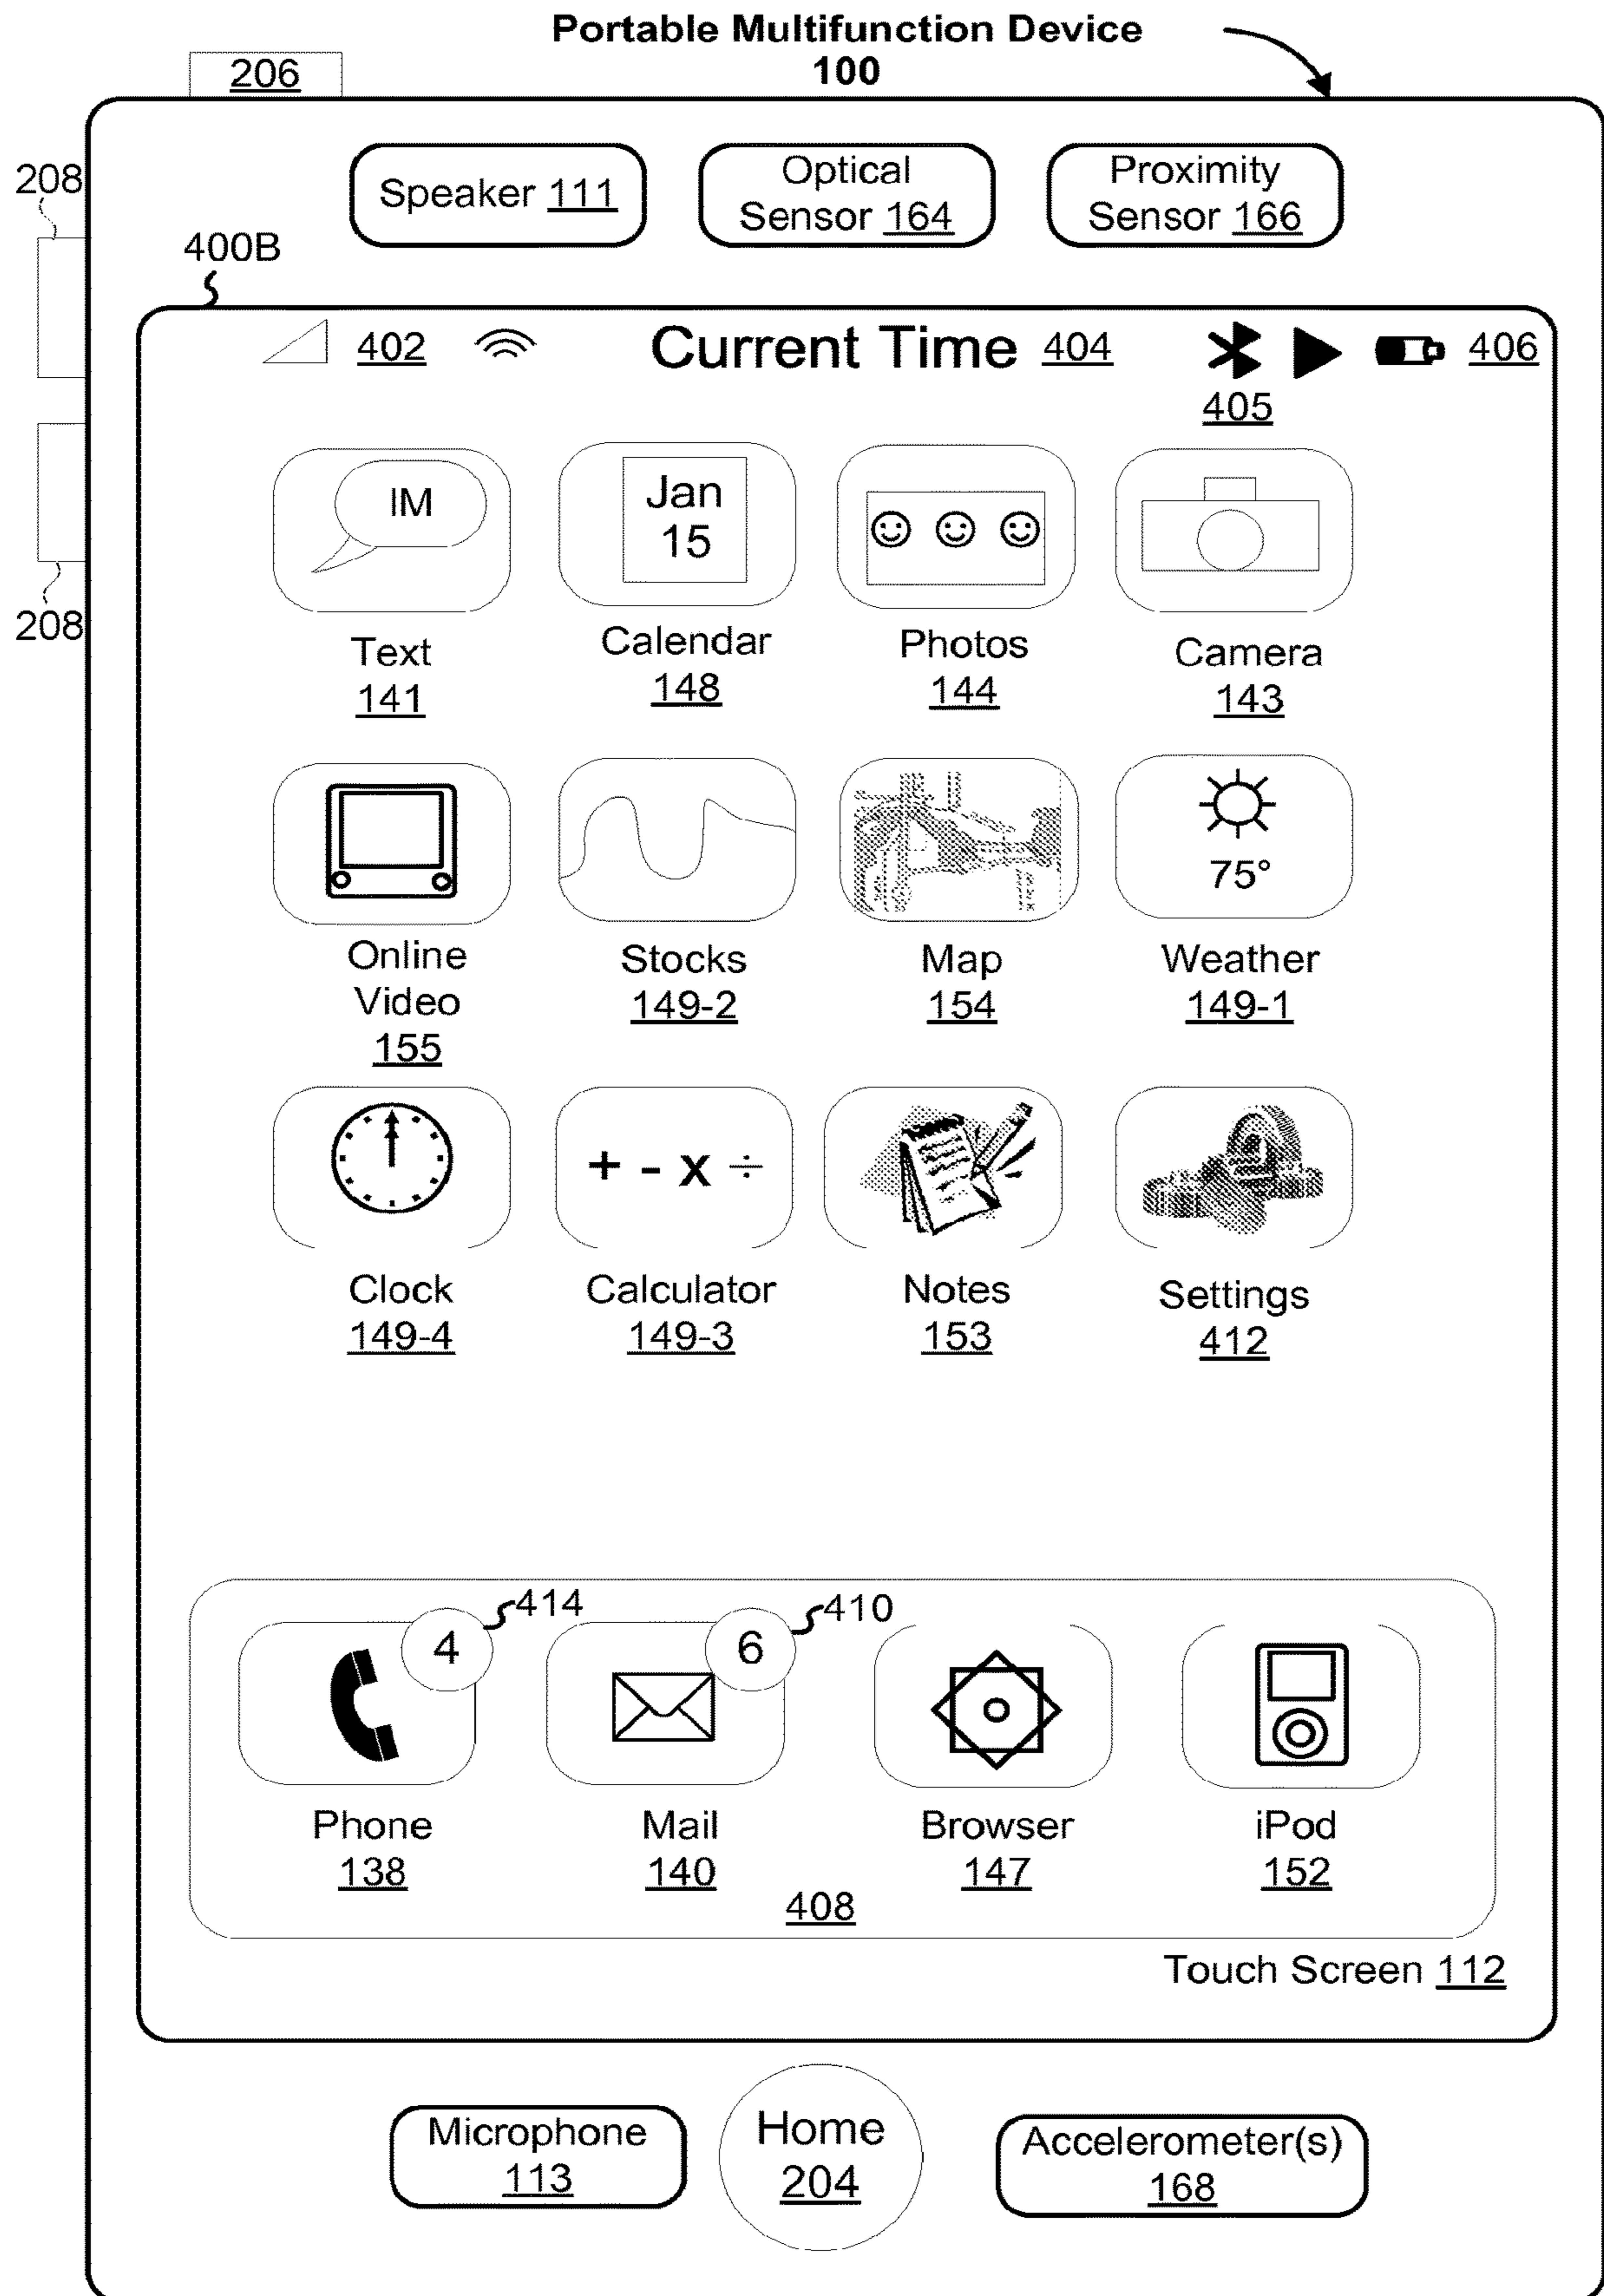 Portable Multifunction Device
100
206
208
Speaker 111
Optical
Sensor 164
Proximity
Sensor 166
400B
402
Current Time 404
406
405
IM
Jan
15
208
Text
141
Calendar
148
Photos
144
Camera
143
75°
Online
Video
155
Stocks
149-2
Map
154
Weather
149-1
+ - x ÷
Clock
149-4
Calculator
149-3
Notes
153
Settings
412
4
414
6
410
Phone
138
Mail
140
Browser
147
iPod
152
408
Touch Screen 112
Microphone
113
Home
204
Accelerometer(s)
168